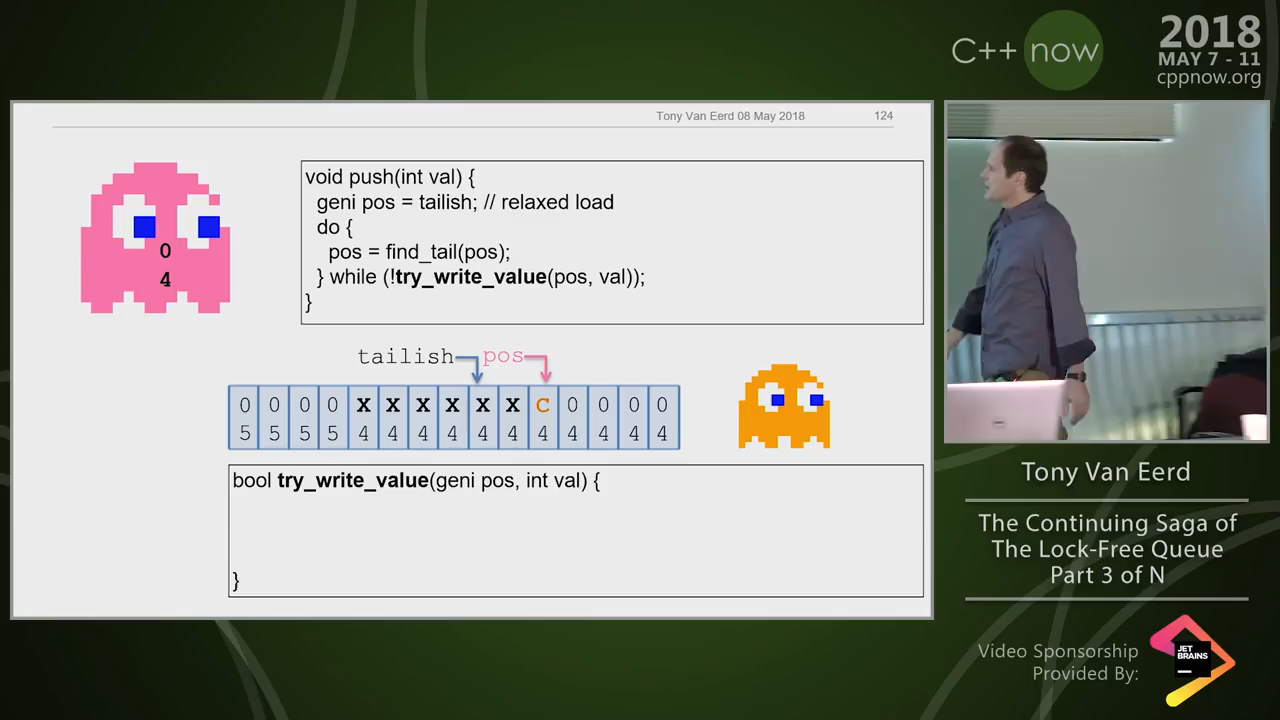 C++ now
2018
MAY 7 - 11
cppnow.org
Tony Van Eerd 08 May 2018 124
void push(int val) {
geni pos = tailish; // relaxed load
do {
pos = find_tail(pos);
} while (!try_write_value(pos, val));
}
0
4
tailish pos
0 0 0 0 X X X X X X C 0 0 0 0
5 5 5 5 4 4 4 4 4 4 4 4 4 4 4
bool try_write_value(geni pos, int val) {
}
Tony Van Eerd
The Continuing Saga of
The Lock-Free Queue
Part 3 of N
Video Sponsorship
Provided By:
JET
BRAINS